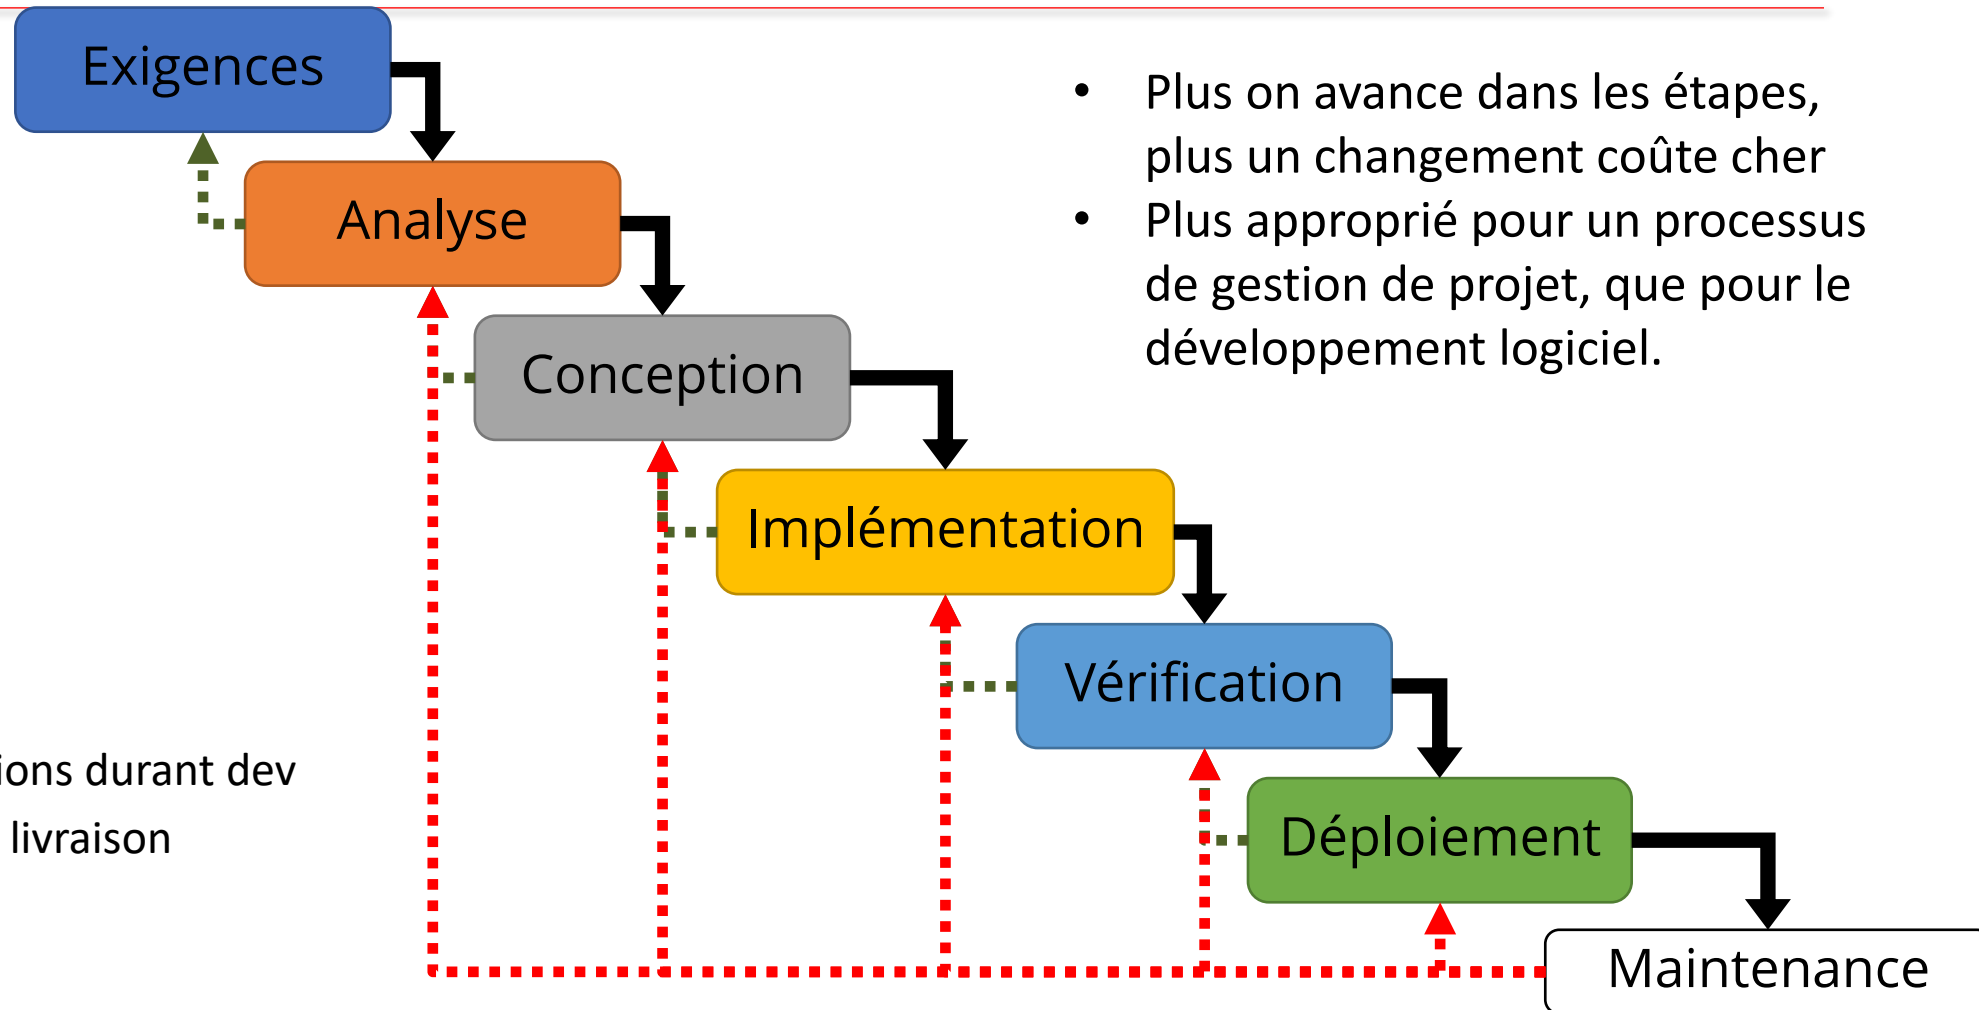 Exigences
Analyse
Conception
Implémentation
Vérification
Déploiement
Maintenance
• Plus on avance dans les étapes,
plus un changement coûte cher
• Plus approprié pour un processus
de gestion de projet, que pour le
développement logiciel.
ions durant dev
livraison